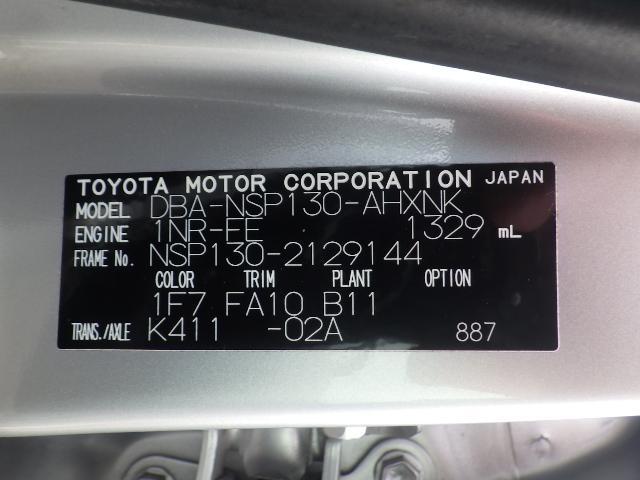 TOYOTA MOTOR CORPORATION JAPAN
MODEL DBA-NSP130-AHXNK
ENGINE 1NR-EE 1329 mL
FRAME No. NSP130-2129144
COLOR TRIM PLANT OPTION
1F7 FA10 B11
TRANS./AXLE K411 -02A 887